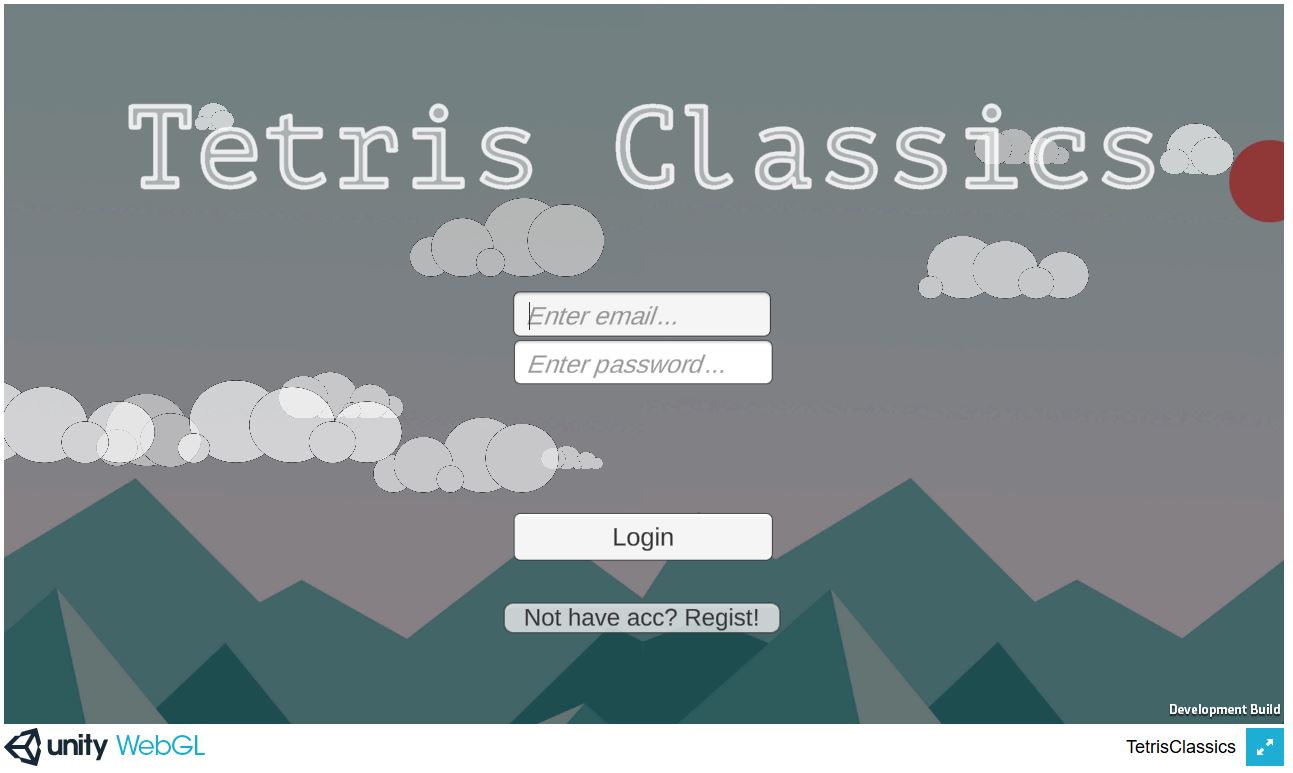 Tetris Classics
Enter email...
Enter password...
Login
Not have acc? Regist!
Development Build
unity WebGL
TetrisClassics